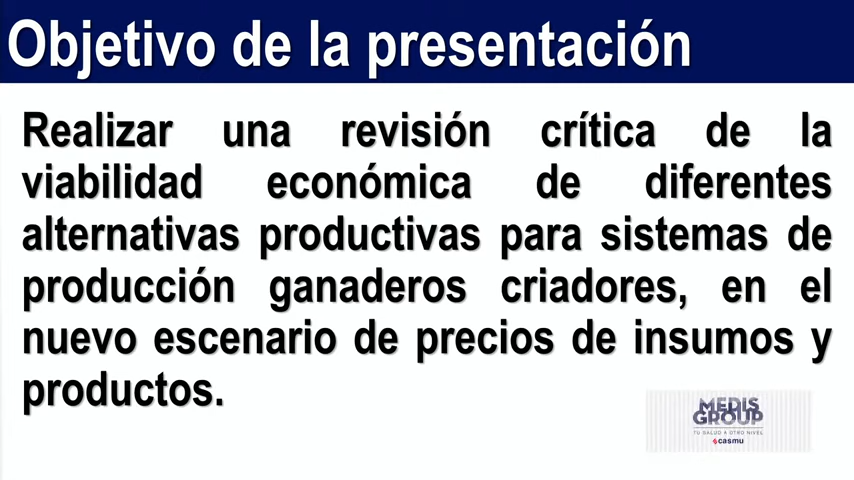 Objetivo de la presentación
Realizar una revisión crítica de la
viabilidad económica de diferentes
alternativas productivas para sistemas de
producción ganaderos criadores, en el
nuevo escenario de precios de insumos y
productos.
MEDIS
GROUP
TU SALUD A OTRO NIVEL
casmu